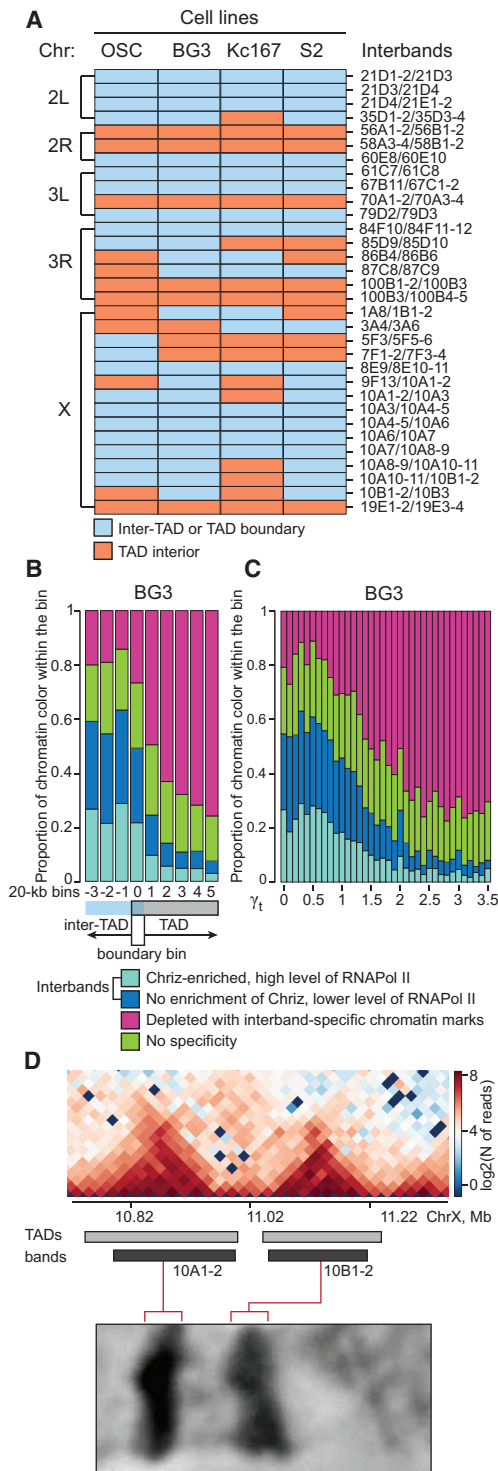 A
Cell lines
Chr: OSC BG3 Kc167 S2 Interbands
2L
2R
3L
3R
X
21D1-2/21D3
21D3/21D4
21D4/21E1-2
35D1-2/35D3-4
56A1-2/56B1-2
58A3-4/58B1-2
60E8/60E10
61C7/61C8
67B11/67C1-2
70A1-2/70A3-4
79D2/79D3
84F10/84F11-12
85D9/85D10
86B4/86B6
87C8/87C9
100B1-2/100B3
100B3/100B4-5
1A8/1B1-2
3A4/3A6
5F3/5F5-6
7F1-2/7F3-4
8E9/8E10-11
9F13/10A1-2
10A1-2/10A3
10A3/10A4-5
10A4-5/10A6
10A6/10A7
10A7/10A8-9
10A8-9/10A10-11
10A10-11/10B1-2
10B1-2/10B3
19E1-2/19E3-4
Inter-TAD or TAD boundary
TAD interior
B
BG3
Proportion of chromatin color within the bin
1
0.8
0.6
0.4
0.2
0
20-kb bins -3 -2 -1 0 1 2 3 4 5
inter-TAD TAD
boundary bin
C
BG3
Proportion of chromatin color within the bin
1
0.8
0.6
0.4
0.2
0
γt 0 0.5 1 1.5 2 2.5 3 3.5
Interbands
Chriz-enriched, high level of RNAPol II
No enrichment of Chriz, lower level of RNAPol II
Depleted with interband-specific chromatin marks
No specificity
D
8
4
0
log2(N of reads)
10.82 11.02 11.22 ChrX, Mb
TADs
bands
10A1-2 10B1-2